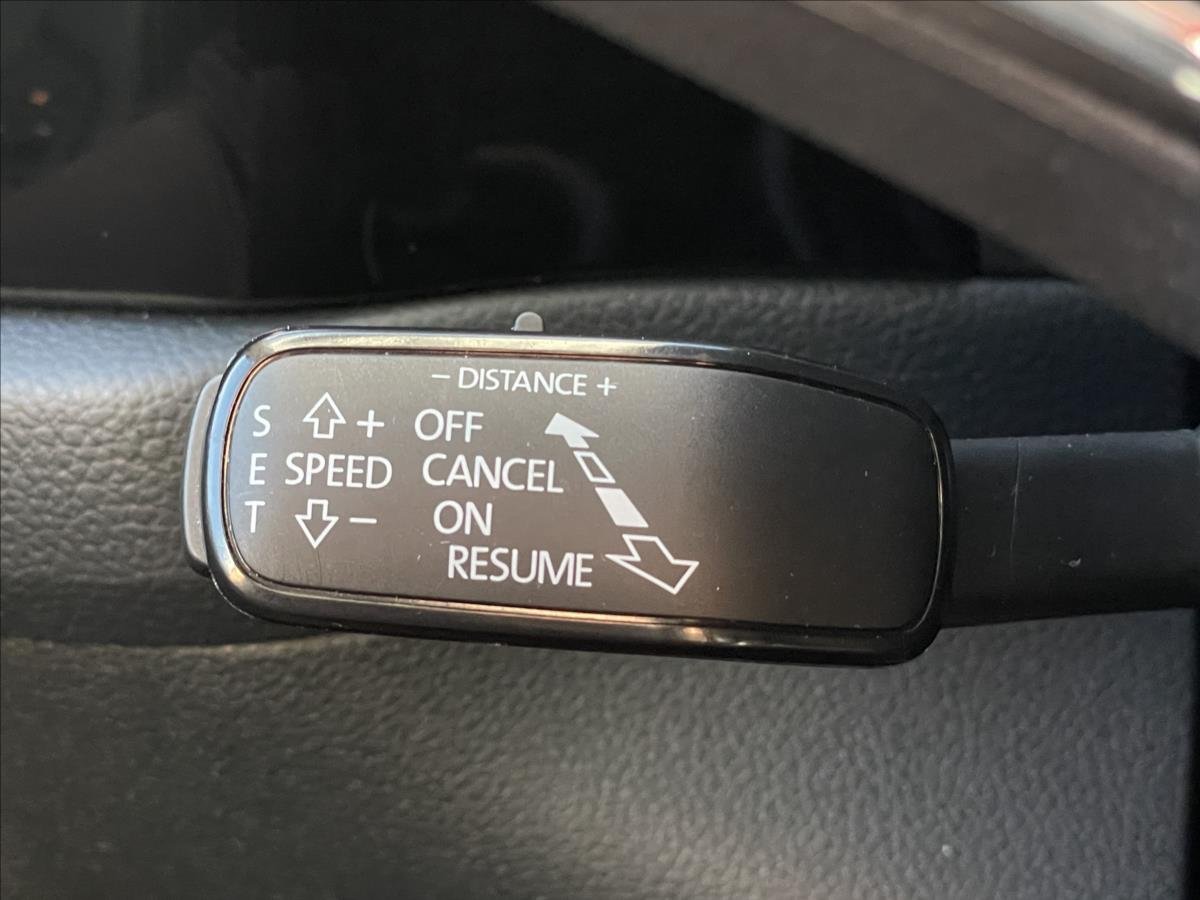 - DISTANCE +
S + OFF
E SPEED CANCEL
T - ON
RESUME